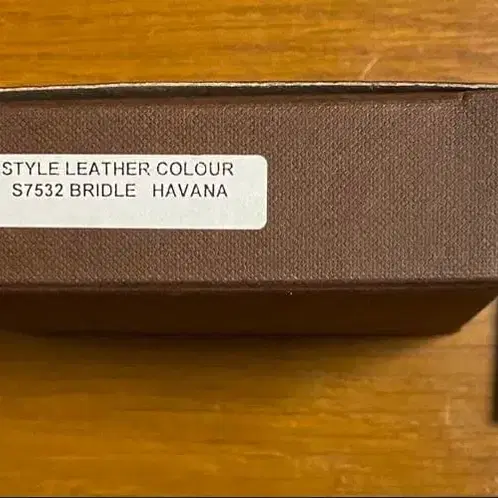 STYLE LEATHER COLOUR
S7532 BRIDLE HAVANA